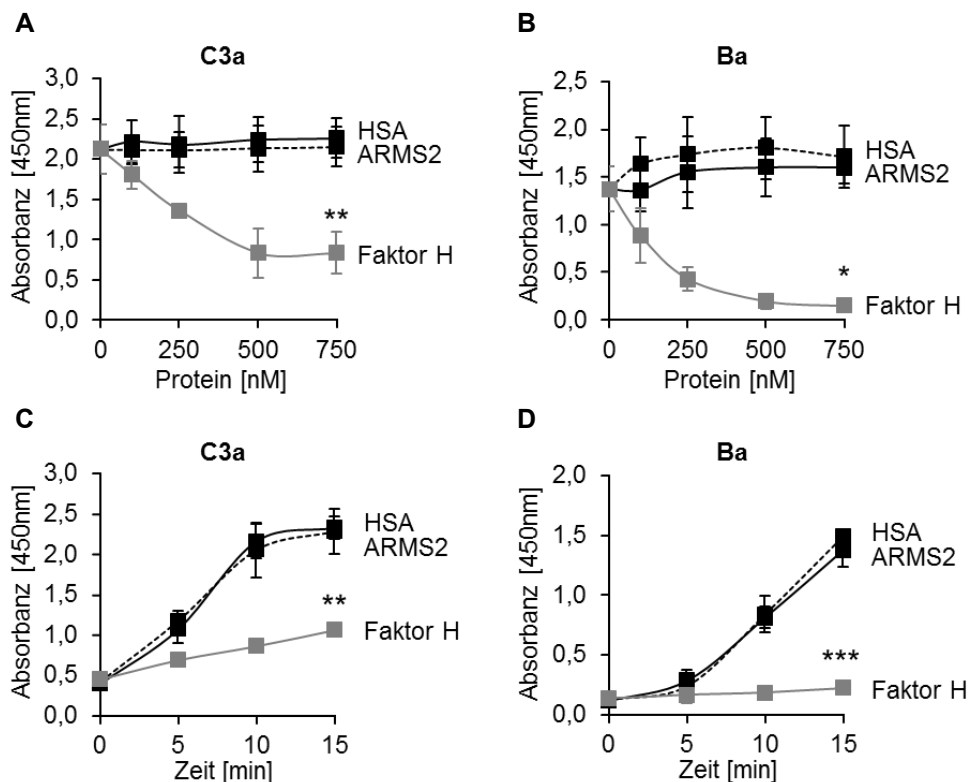 A
C3a
Absorbanz [450nm]
3,0
2,5
2,0
1,5
1,0
0,5
0,0
HSA
ARMS2
**
Faktor H
0 250 500 750
Protein [nM]
B
Ba
Absorbanz [450nm]
2,5
2,0
1,5
1,0
0,5
0,0
HSA
ARMS2
*
Faktor H
0 250 500 750
Protein [nM]
C
C3a
Absorbanz [450nm]
3,0
2,5
2,0
1,5
1,0
0,5
0,0
HSA
ARMS2
**
Faktor H
0 5 10 15
Zeit [min]
D
Ba
Absorbanz [450nm]
2,0
1,5
1,0
0,5
0,0
HSA
ARMS2
***
Faktor H
0 5 10 15
Zeit [min]